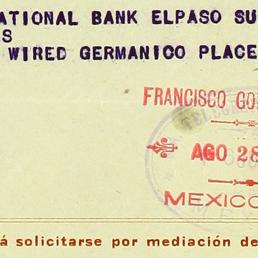 ATIONAL BANK ELPASO SU
S
WIRED GERMANICO PLACE
FRANCISCO GO
AGO 28
MEXICO
á solicitarse por mediación de